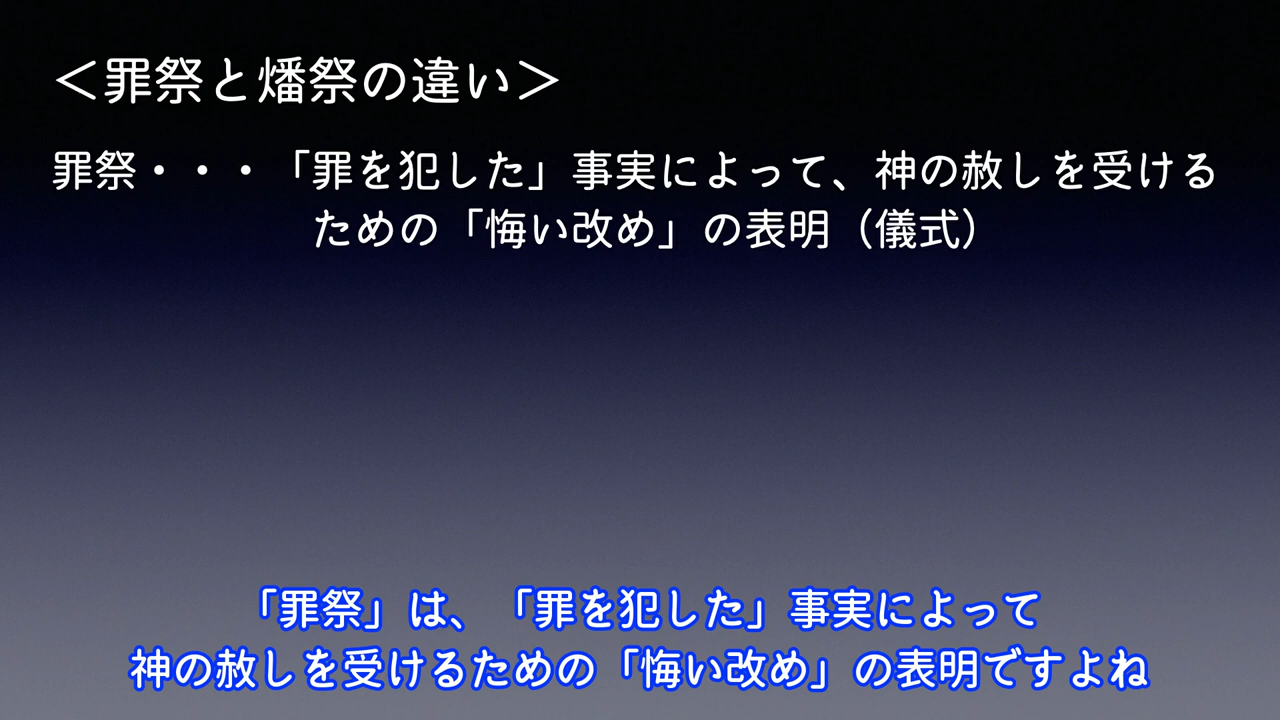 ＜罪祭と燔祭の違い＞
罪祭・・・「罪を犯した」事実によって、神の赦しを受ける
ための「悔い改め」の表明（儀式）
「罪祭」は、「罪を犯した」事実によって
神の赦しを受けるための「悔い改め」の表明ですよね